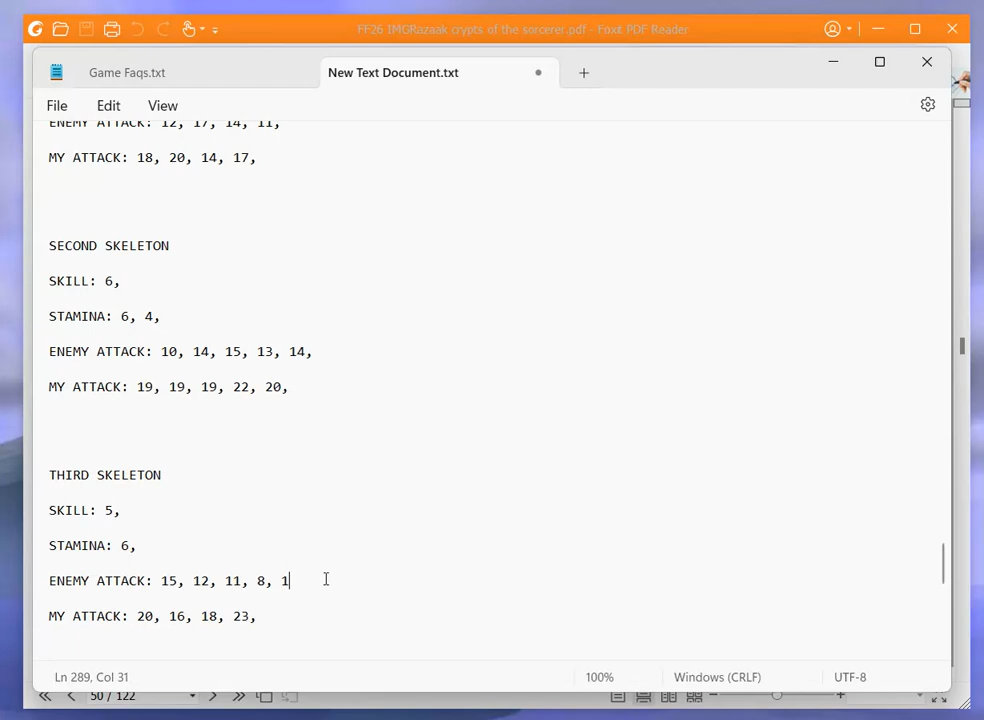 FF26 IMGRazaak crypts of the sorcerer.pdf - Foxit PDF Reader
Game Faqs.txt
New Text Document.txt
File Edit View
ENEMY ATTACK: 12, 17, 14, 11,
MY ATTACK: 18, 20, 14, 17,
SECOND SKELETON
SKILL: 6,
STAMINA: 6, 4,
ENEMY ATTACK: 10, 14, 15, 13, 14,
MY ATTACK: 19, 19, 19, 22, 20,
THIRD SKELETON
SKILL: 5,
STAMINA: 6,
ENEMY ATTACK: 15, 12, 11, 8, 1
MY ATTACK: 20, 16, 18, 23,
Ln 289, Col 31 100% Windows (CRLF) UTF-8
50 / 122